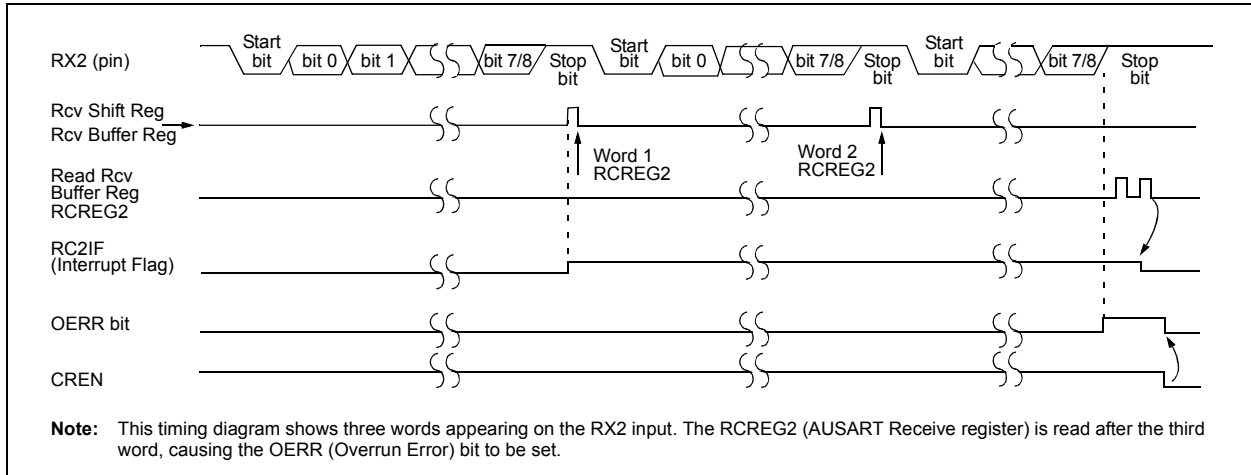 RX2 (pin)
Start bit
bit 0
bit 1
bit 7/8
Stop bit
Start bit
bit 0
bit 7/8
Stop bit
Start bit
bit 7/8
Stop bit
Rcv Shift Reg
Rcv Buffer Reg
Word 1
RCREG2
Word 2
RCREG2
Read Rcv
Buffer Reg
RCREG2
RC2IF
(Interrupt Flag)
OERR bit
CREN
Note: This timing diagram shows three words appearing on the RX2 input. The RCREG2 (AUSART Receive register) is read after the third
word, causing the OERR (Overrun Error) bit to be set.